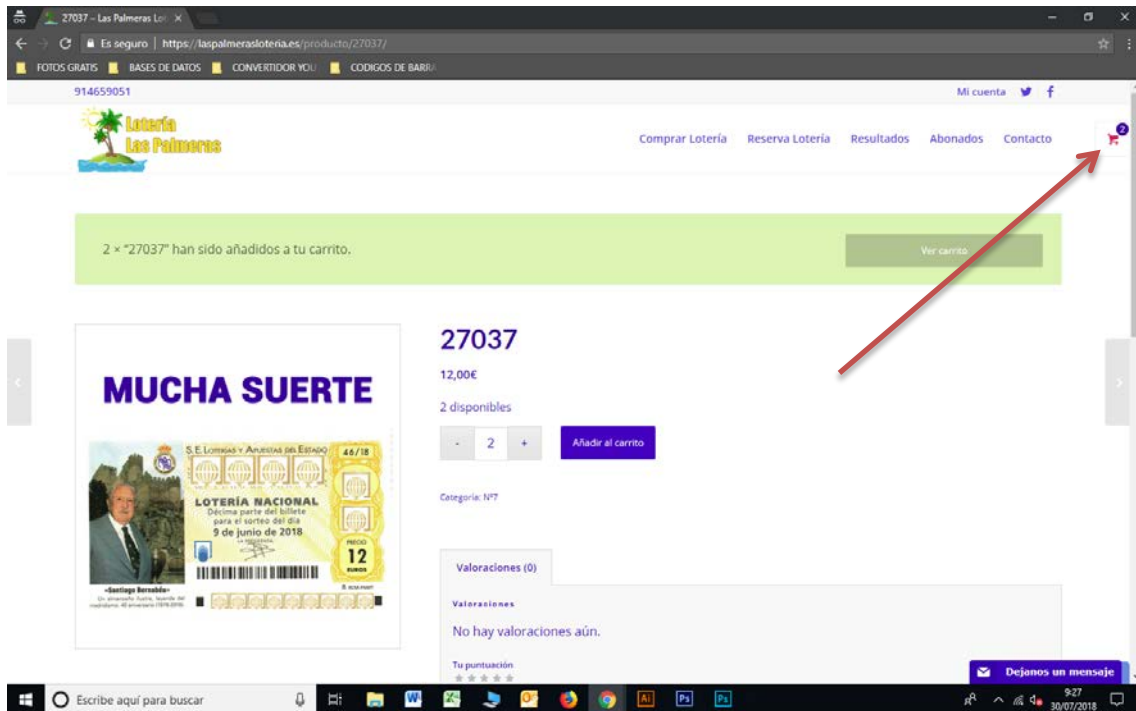 27037 – Las Palmeras Lot
Es seguro | https://laspalmerasloteria.es/producto/27037/
FOTOS GRATIS BASES DE DATOS CONVERTIDOR YOU CODIGOS DE BARRA
914659051 Mi cuenta
Lotería
Las Palmeras
Comprar Lotería Reserva Lotería Resultados Abonados Contacto 2
2 × “27037” han sido añadidos a tu carrito. Ver carrito
27037
12,00€
2 disponibles
- 2 + Añadir al carrito
Categoría: Nº7
MUCHA SUERTE
S.E. Loterías y Apuestas del Estado 46/18
LOTERÍA NACIONAL
Décima parte del billete
para el sorteo del día
9 de junio de 2018
PRECIO
12
EUROS
«Santiago Bernabéu»
Valoraciones (0)
Valoraciones
No hay valoraciones aún.
Tu puntuación
Dejanos un mensaje
Escribe aquí para buscar
9:27
30/07/2018